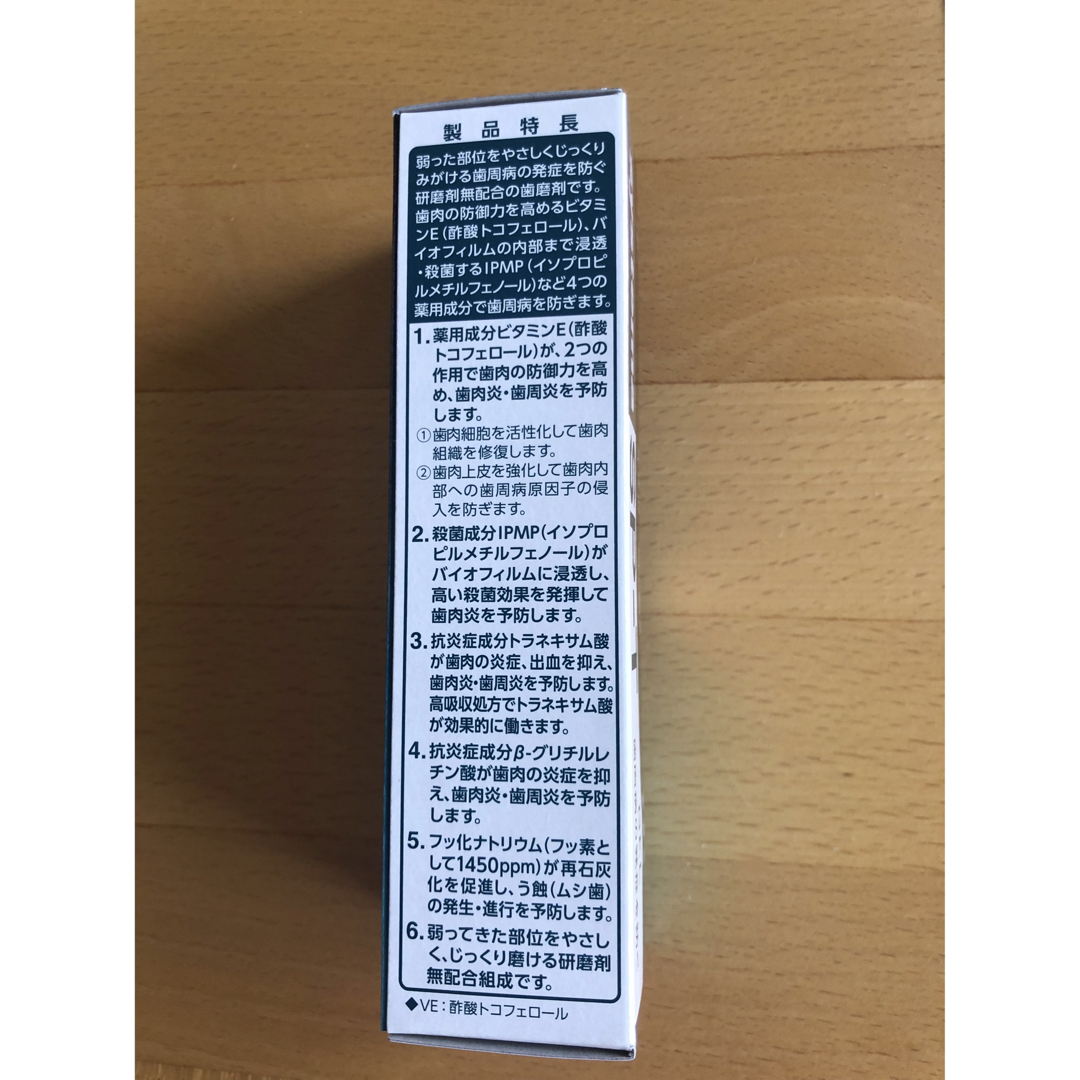 製品特長
弱った部位をやさしくじっくり
みがける歯周病の発症を防ぐ
研磨剤無配合の歯磨剤です。
歯肉の防御力を高めるビタミ
ンE(酢酸トコフェロール)、バ
イオフィルムの内部まで浸透
・殺菌するIPMP(イソプロピ
ルメチルフェノール)など4つの
薬用成分で歯周病を防ぎます。
1.薬用成分ビタミンE(酢酸
トコフェロール)が、2つの
作用で歯肉の防御力を高
め、歯肉炎・歯周炎を予防
します。
①歯肉細胞を活性化して歯肉
組織を修復します。
②歯肉上皮を強化して歯肉内
部への歯周病原因子の侵
入を防ぎます。
2.殺菌成分IPMP(イソプロ
ピルメチルフェノール)が
バイオフィルムに浸透し、
高い殺菌効果を発揮して
歯肉炎を予防します。
3.抗炎症成分トラネキサム酸
が歯肉の炎症、出血を抑え、
歯肉炎・歯周炎を予防します。
高吸収処方でトラネキサム酸
が効果的に働きます。
4.抗炎症成分β-グリチルレ
チン酸が歯肉の炎症を抑
え、歯肉炎・歯周炎を予防
します。
5.フッ化ナトリウム(フッ素と
して1450ppm)が再石灰
化を促進し、う蝕(ムシ歯)
の発生・進行を予防します。
6.弱ってきた部位をやさし
く、じっくり磨ける研磨剤
無配合組成です。
◆VE:酢酸トコフェロール